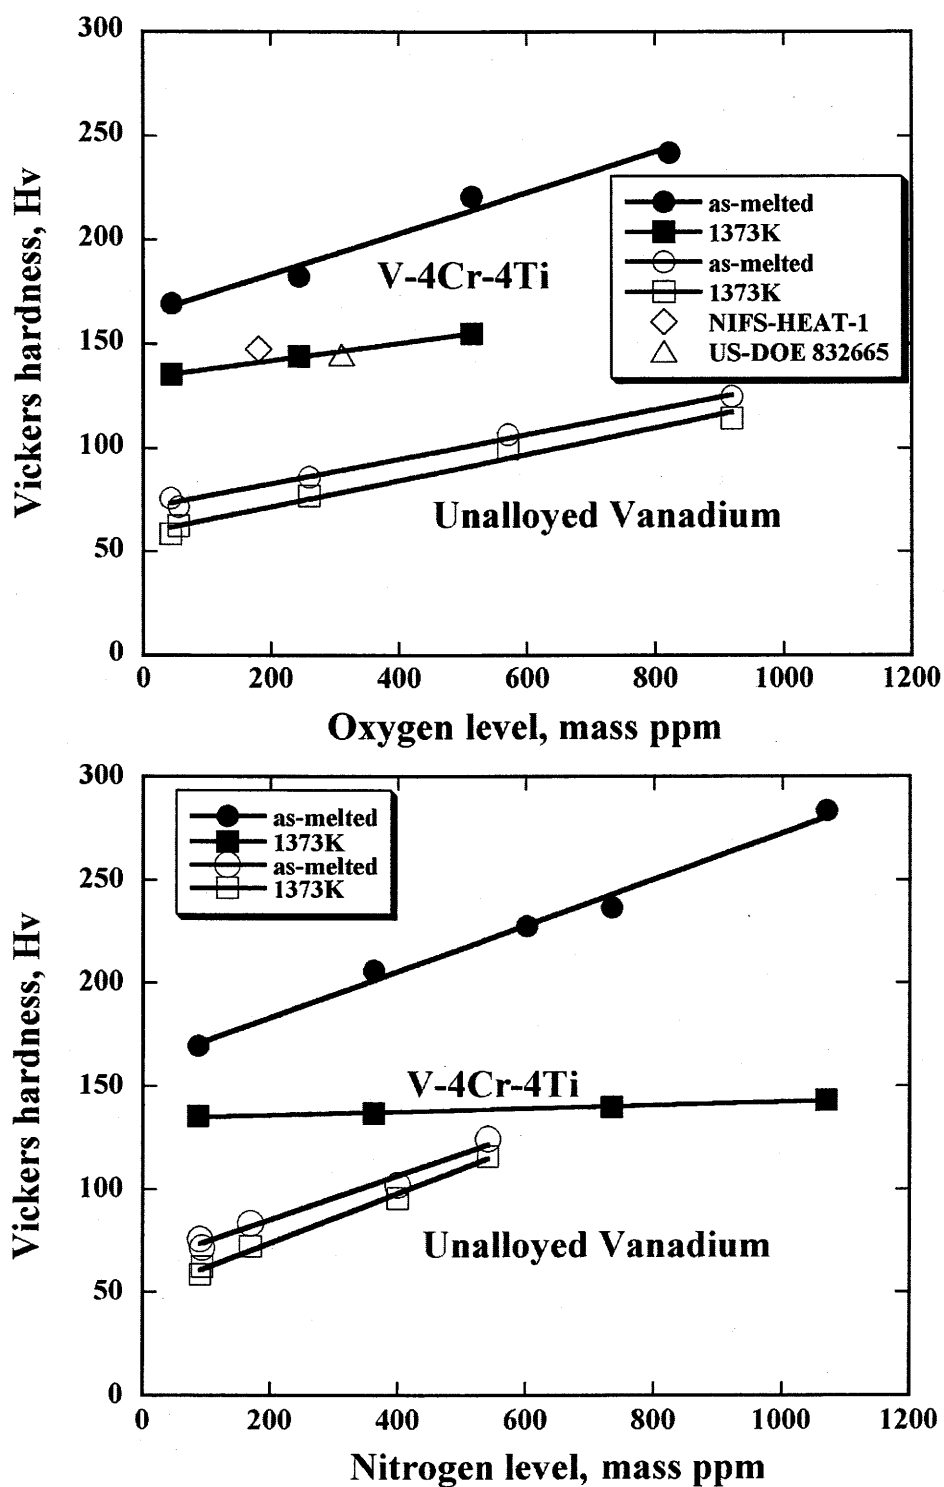 300
250
200
150
100
50
0
Vickers hardness, Hv
as-melted
1373K
as-melted
1373K
NIFS-HEAT-1
US-DOE 832665
V-4Cr-4Ti
Unalloyed Vanadium
0 200 400 600 800 1000 1200
Oxygen level, mass ppm
300
250
200
150
100
50
0
Vickers hardness, Hv
as-melted
1373K
as-melted
1373K
V-4Cr-4Ti
Unalloyed Vanadium
0 200 400 600 800 1000 1200
Nitrogen level, mass ppm